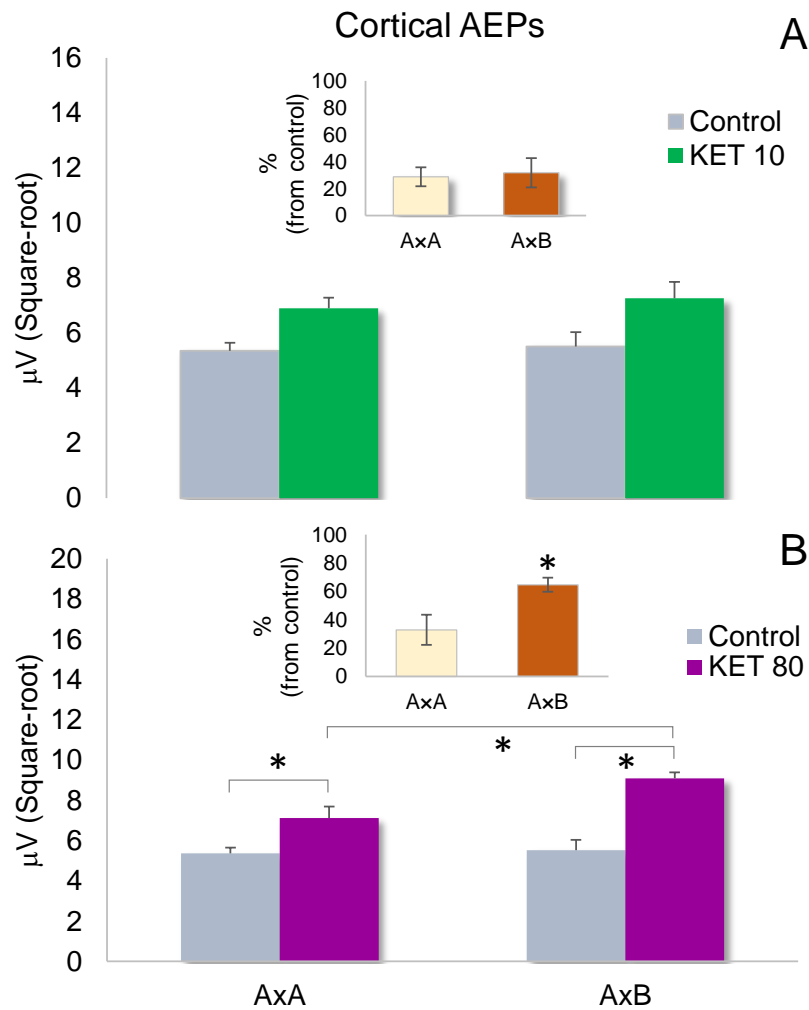 Cortical AEPs
A
16
14
12
10
8
6
4
2
0
µV (Square-root)
100
80
60
40
20
0
%
(from control)
A×A
A×B
Control
KET 10
B
20
18
16
14
12
10
8
6
4
2
0
µV (Square-root)
100
80
60
40
20
0
%
(from control)
*
A×A
A×B
Control
KET 80
*
*
*
AxA
AxB